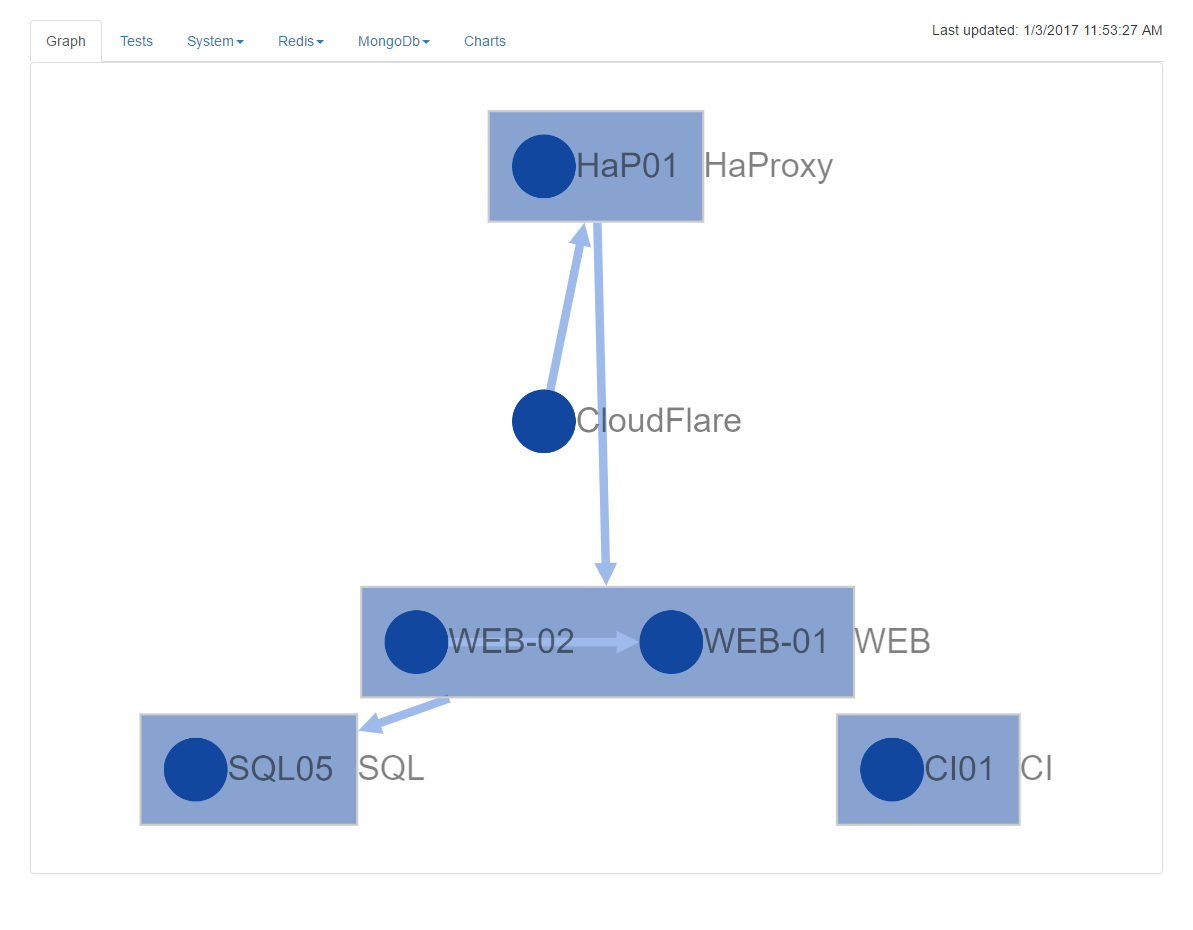 Last updated: 1/3/2017 11:53:27 AM
Graph Tests System Redis MongoDb Charts
HaP01 HaProxy
CloudFlare
WEB-02 WEB-01 WEB
SQL05 SQL CI01 CI